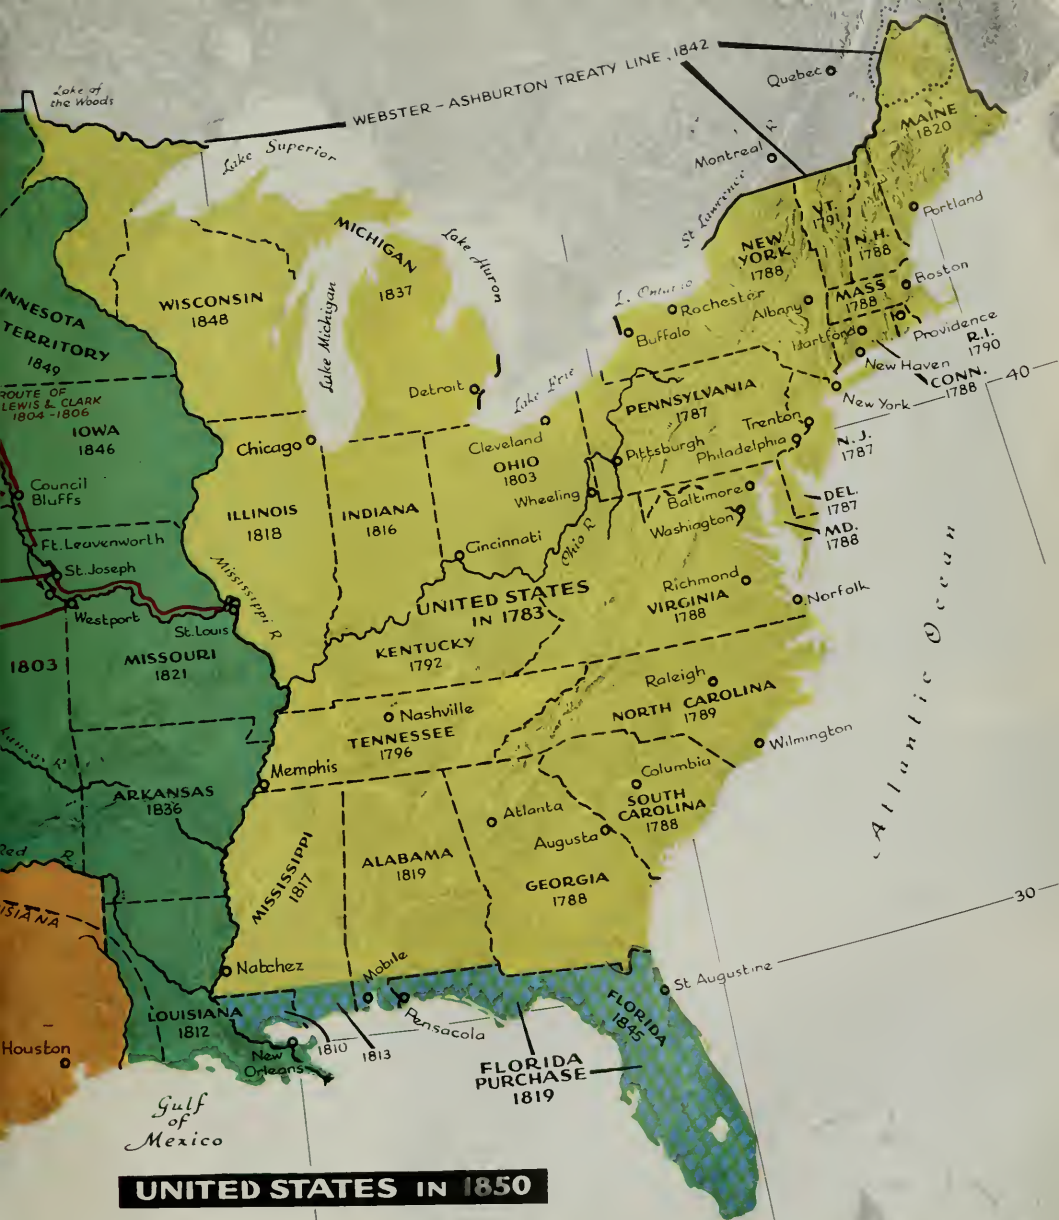 Lake of
the Woods
WEBSTER - ASHBURTON TREATY LINE, 1842
Quebec
Lake Superior
MAINE
1820
Montreal
St Lawrence R
Portland
VT.
1791
N.H.
1788
NEW
YORK
1788
MICHIGAN
1837
Lake Huron
WISCONSIN
1848
Lake Michigan
L. Ontario
Rochester
Albany
MASS
1788
Boston
Buffalo
Hartford
Providence
R.I.
1790
New Haven
CONN.
1788
40
INNESOTA
TERRITORY
1849
ROUTE OF
LEWIS & CLARK
1804-1806
IOWA
1846
Detroit
Lake Erie
PENNSYLVANIA
1787
New York
Trenton
N. J.
1787
Chicago
Cleveland
OHIO
1803
Pittsburgh
Philadelphia
Council
Bluffs
Wheeling
Baltimore
DEL.
1787
ILLINOIS
1818
INDIANA
1816
Washington
MD.
1788
Ft. Leavenworth
Cincinnati
Ohio R
St. Joseph
Mississippi R
Richmond
VIRGINIA
1788
Norfolk
UNITED STATES
IN 1783
Westport
St. Louis
1803
MISSOURI
1821
KENTUCKY
1792
Raleigh
NORTH CAROLINA
1789
Nashville
TENNESSEE
1796
Wilmington
Atlantic Ocean
Memphis
Columbia
ARKANSAS
1836
Atlanta
SOUTH
CAROLINA
1788
Augusta
Red R.
MISSISSIPPI
1817
ALABAMA
1819
GEORGIA
1788
30
ISIANA
Natchez
Mobile
St Augustine
LOUISIANA
1812
Pensacola
FLORIDA
1845
New
Orleans
1810
1813
Houston
FLORIDA
PURCHASE
1819
Gulf
of
Mexico
UNITED STATES IN 1850